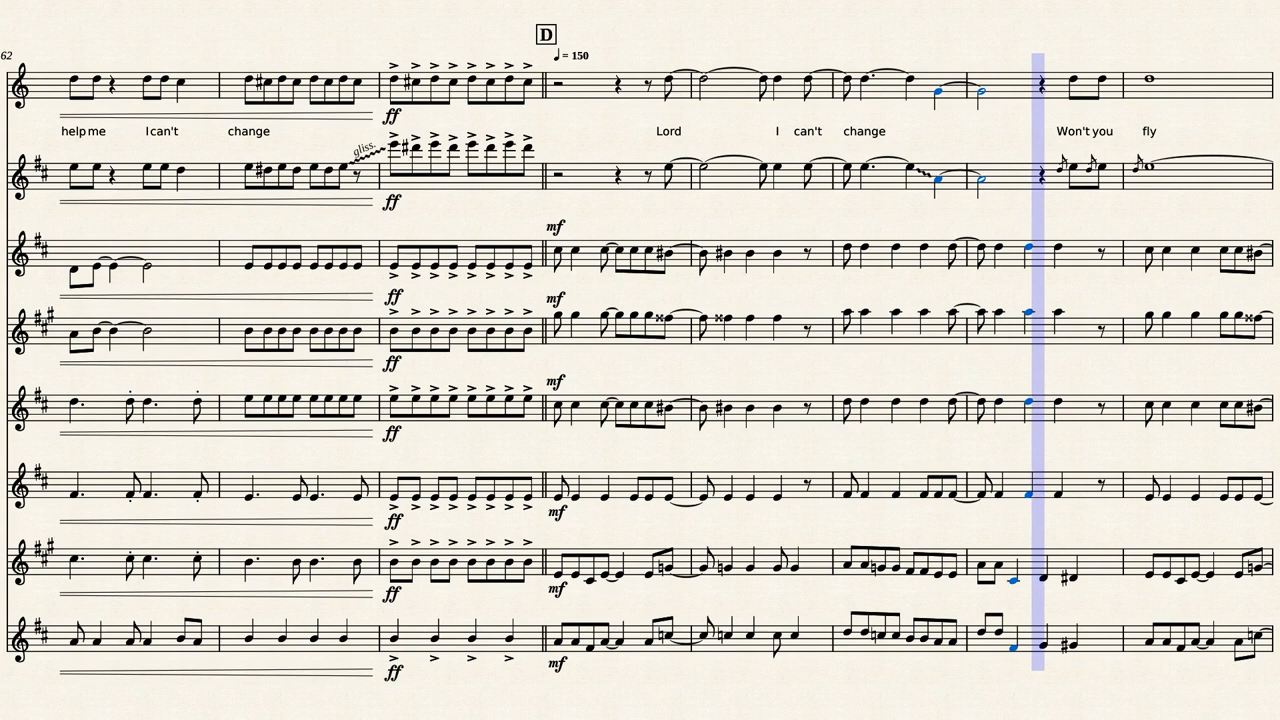 D
62
♩ = 150
ff
help me I can't change Lord I can't change Won't you fly
gliss.
ff
mf
ff
mf
ff
mf
ff
mf
ff
mf
ff
mf
ff